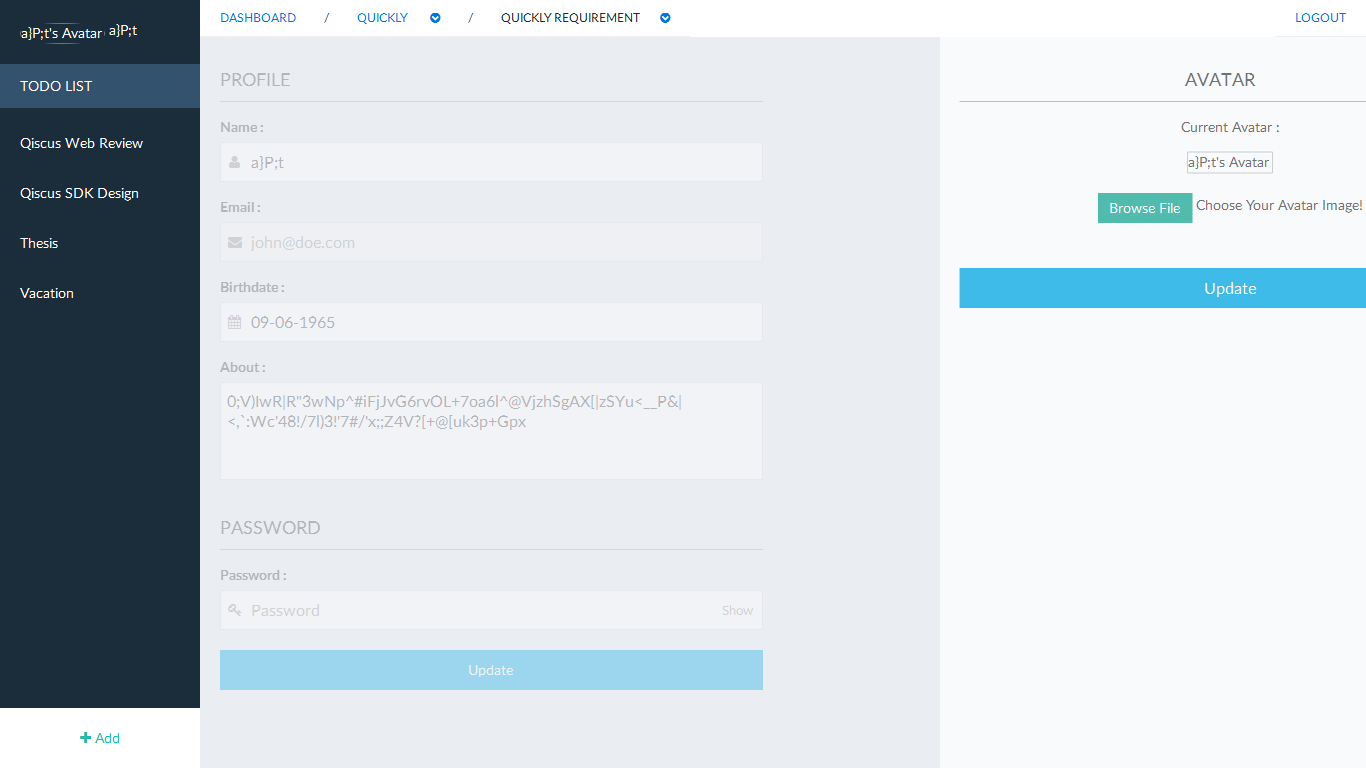 a}P;t's Avatar a}P;t
TODO LIST
Qiscus Web Review
Qiscus SDK Design
Thesis
Vacation
Add
DASHBOARD / QUICKLY / QUICKLY REQUIREMENT LOGOUT
PROFILE
Name :
a}P;t
Email :
john@doe.com
Birthdate :
09-06-1965
About :
0;V)IwR|R"3wNp^#iFjJvG6rvOL+7oa6l^@VjzhSgAX[|zSYu<__P&|
<,`:Wc'48!/7l)3!'7#/'x;;Z4V?[+@[uk3p+Gpx
PASSWORD
Password :
Password Show
Update
AVATAR
Current Avatar :
a}P;t's Avatar
Browse File Choose Your Avatar Image!
Update